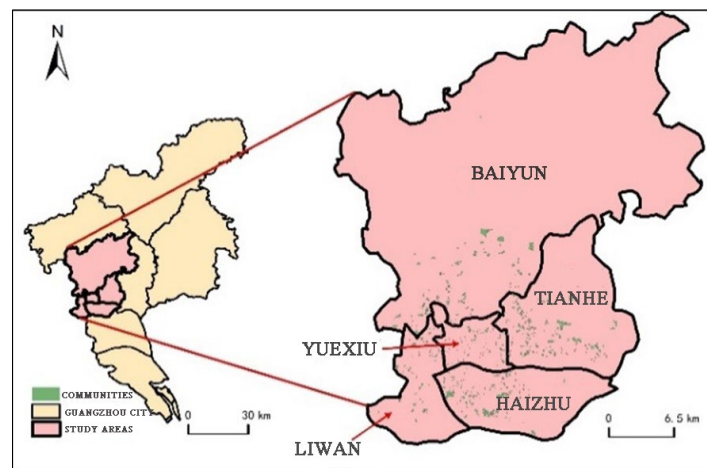 N
BAIYUN
TIANHE
YUEXIU
HAIZHU
LIWAN
COMMUNITIES
GUANGZHOU CITY
STUDY AREAS
0 30 km
0 6.5 km